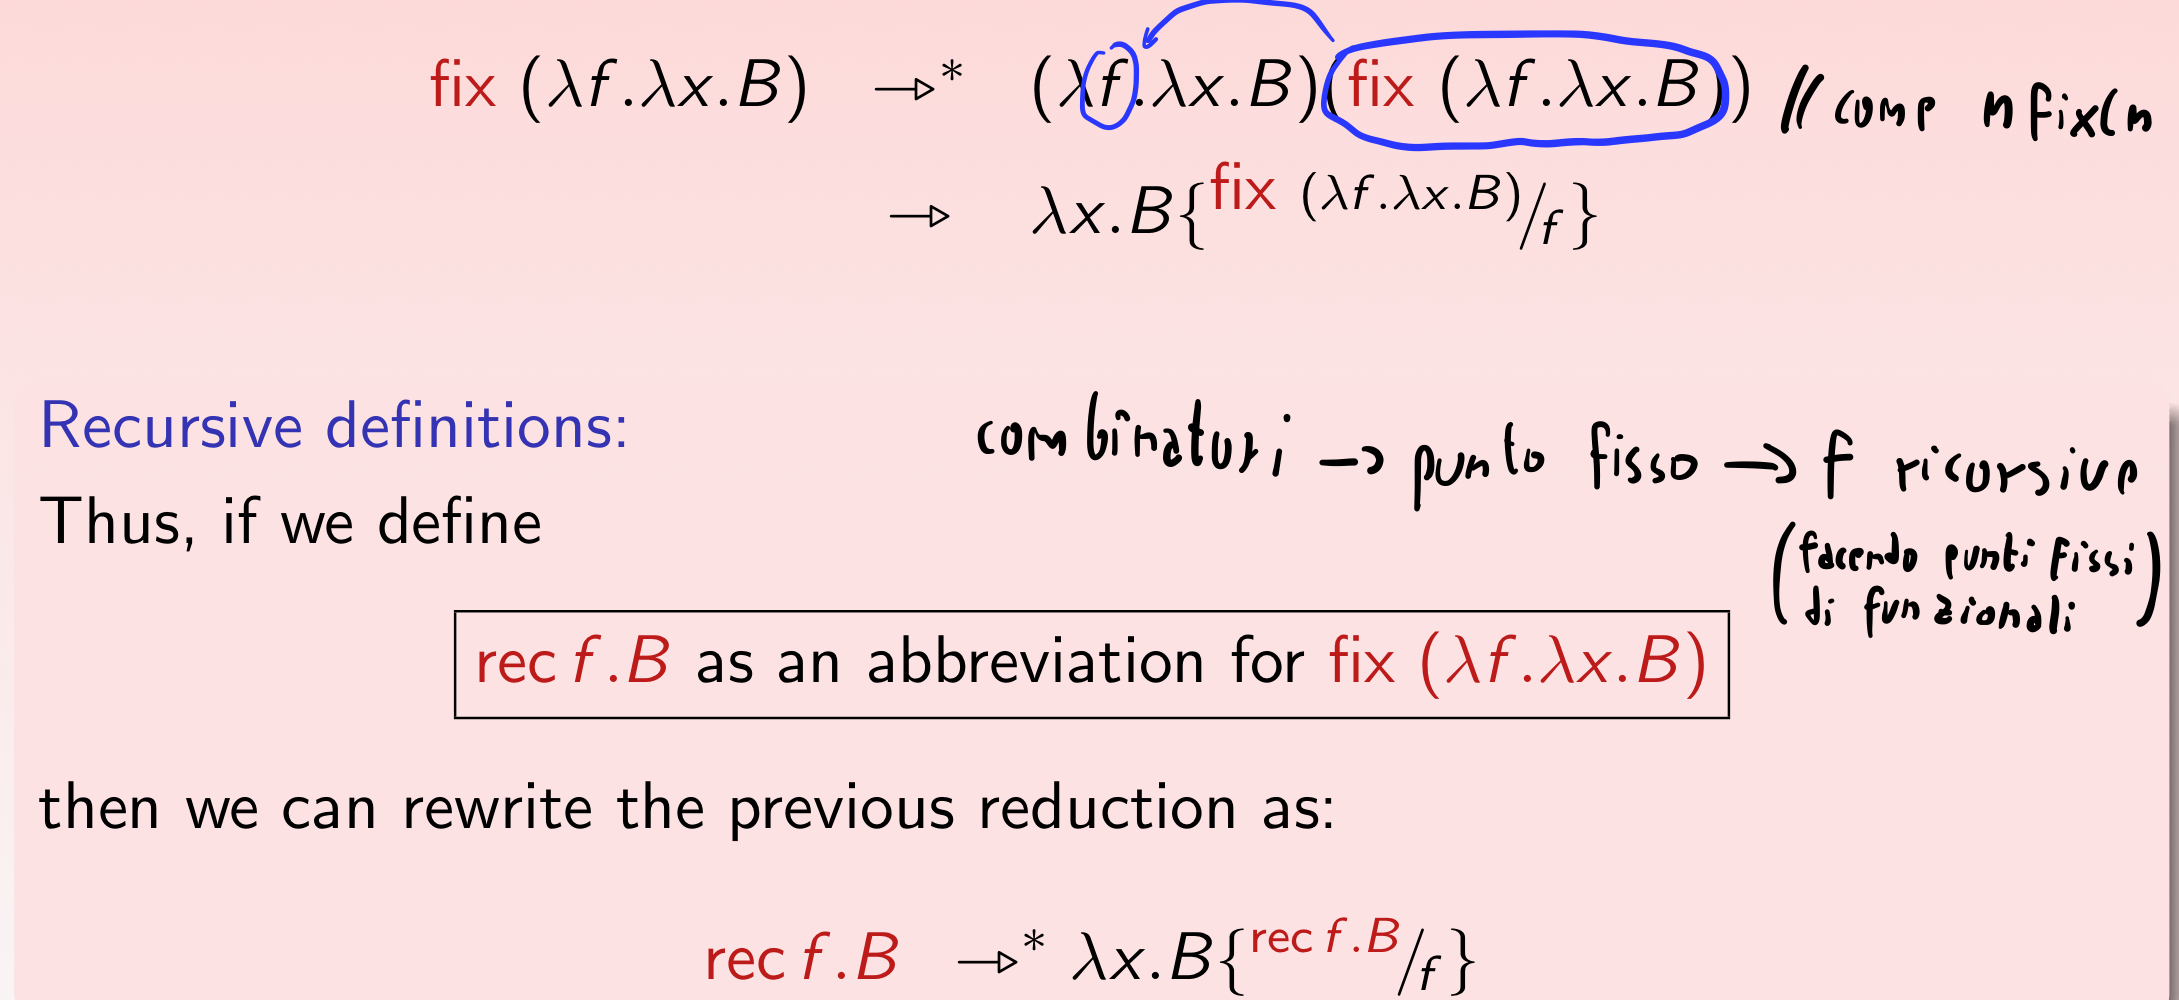 fix (λf.λx.B) −▷* (λf.λx.B)(fix (λf.λx.B)) // come n fix(n
−▷ λx.B{fix (λf.λx.B)/f}
Recursive definitions:
combinatori → punto fisso → f ricorsive
Thus, if we define
(facendo punti fissi
di funzionali)
rec f.B as an abbreviation for fix (λf.λx.B)
then we can rewrite the previous reduction as:
rec f.B −▷* λx.B{rec f.B/f}